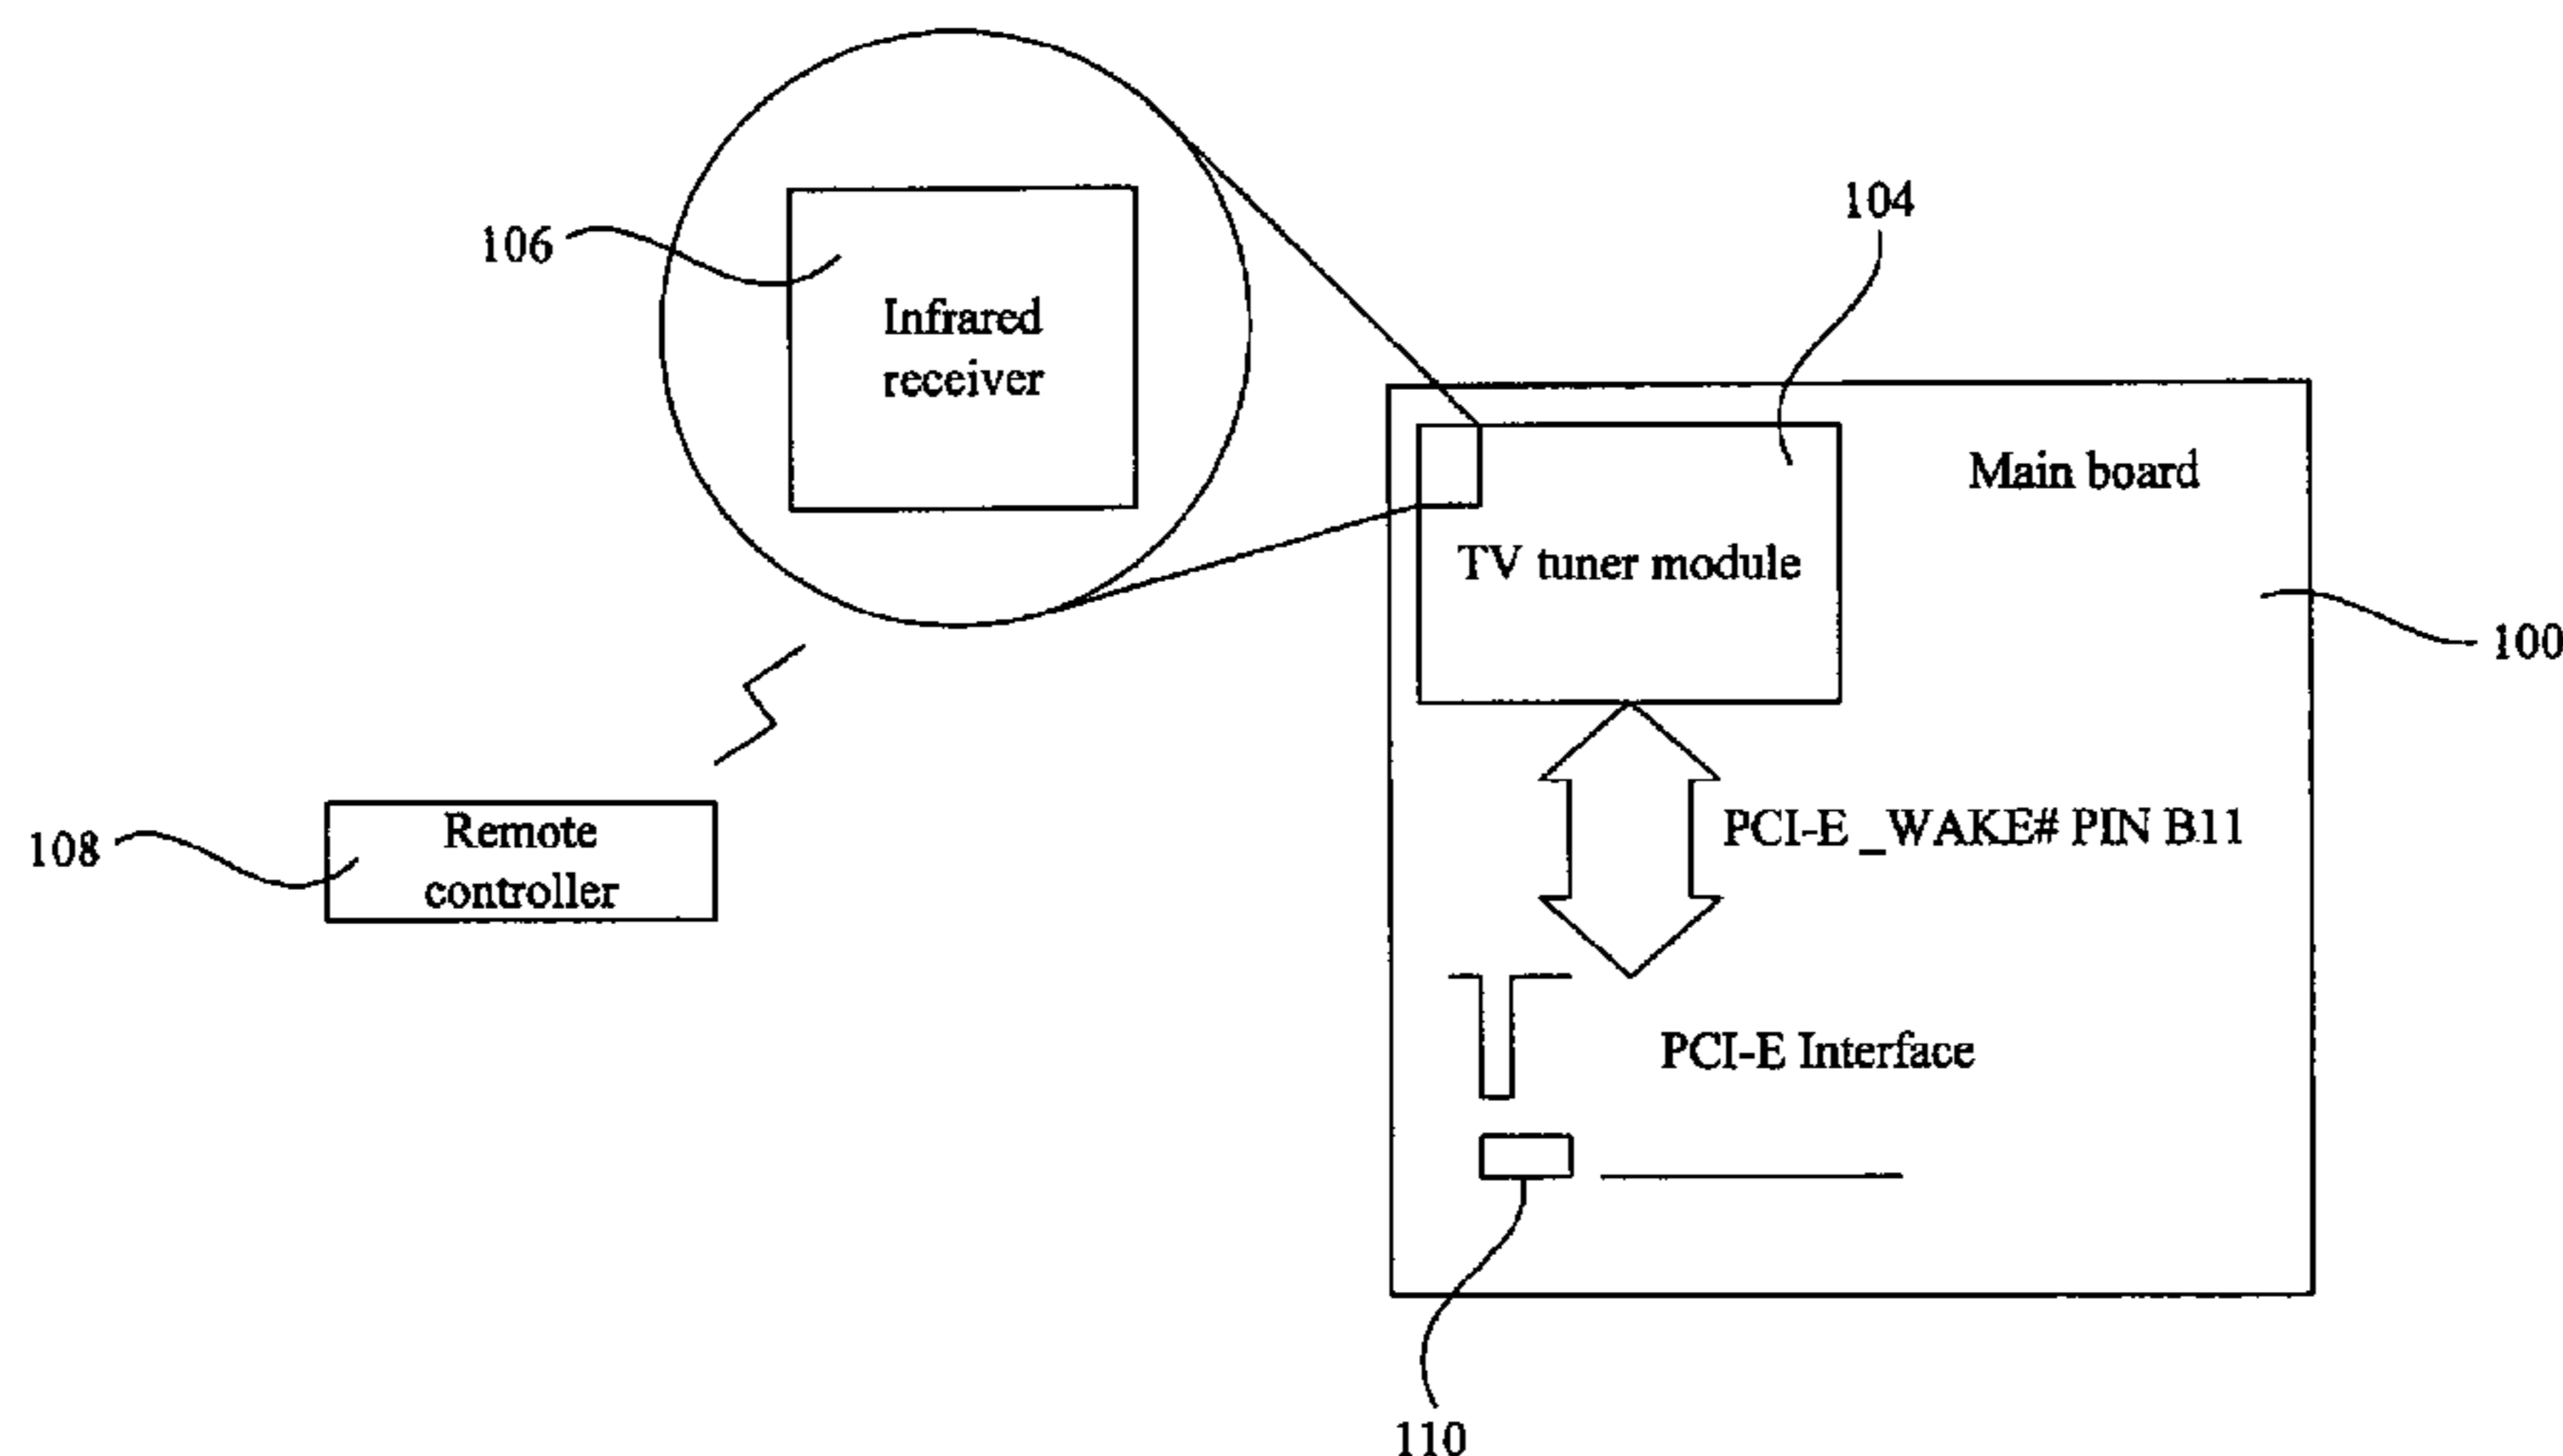 104
106
Infrared
receiver
Main board
TV tuner module
100
PCI-E _WAKE# PIN B11
Remote
controller
108
PCI-E Interface
110